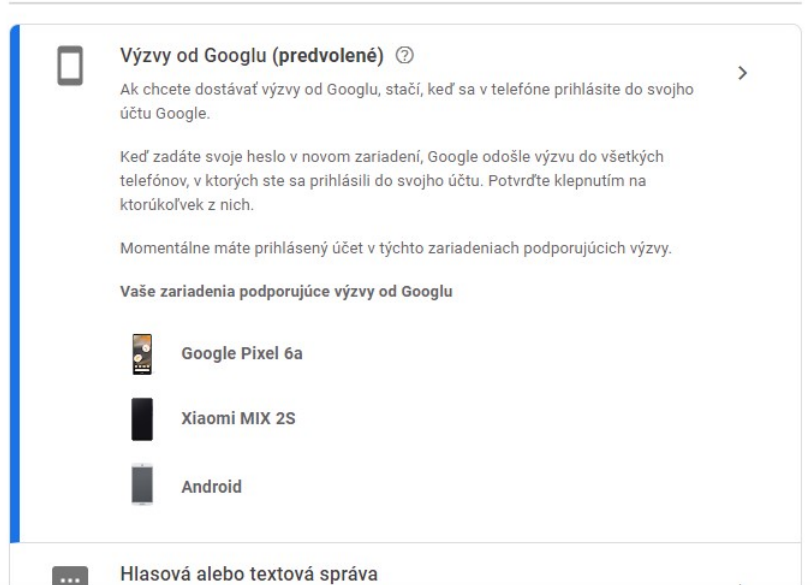 Výzvy od Googlu (predvolené)
Ak chcete dostávať výzvy od Googlu, stačí, keď sa v telefóne prihlásite do svojho
účtu Google.
Keď zadáte svoje heslo v novom zariadení, Google odošle výzvu do všetkých
telefónov, v ktorých ste sa prihlásili do svojho účtu. Potvrďte klepnutím na
ktorúkoľvek z nich.
Momentálne máte prihlásený účet v týchto zariadeniach podporujúcich výzvy.
Vaše zariadenia podporujúce výzvy od Googlu
Google Pixel 6a
Xiaomi MIX 2S
Android
Hlasová alebo textová správa